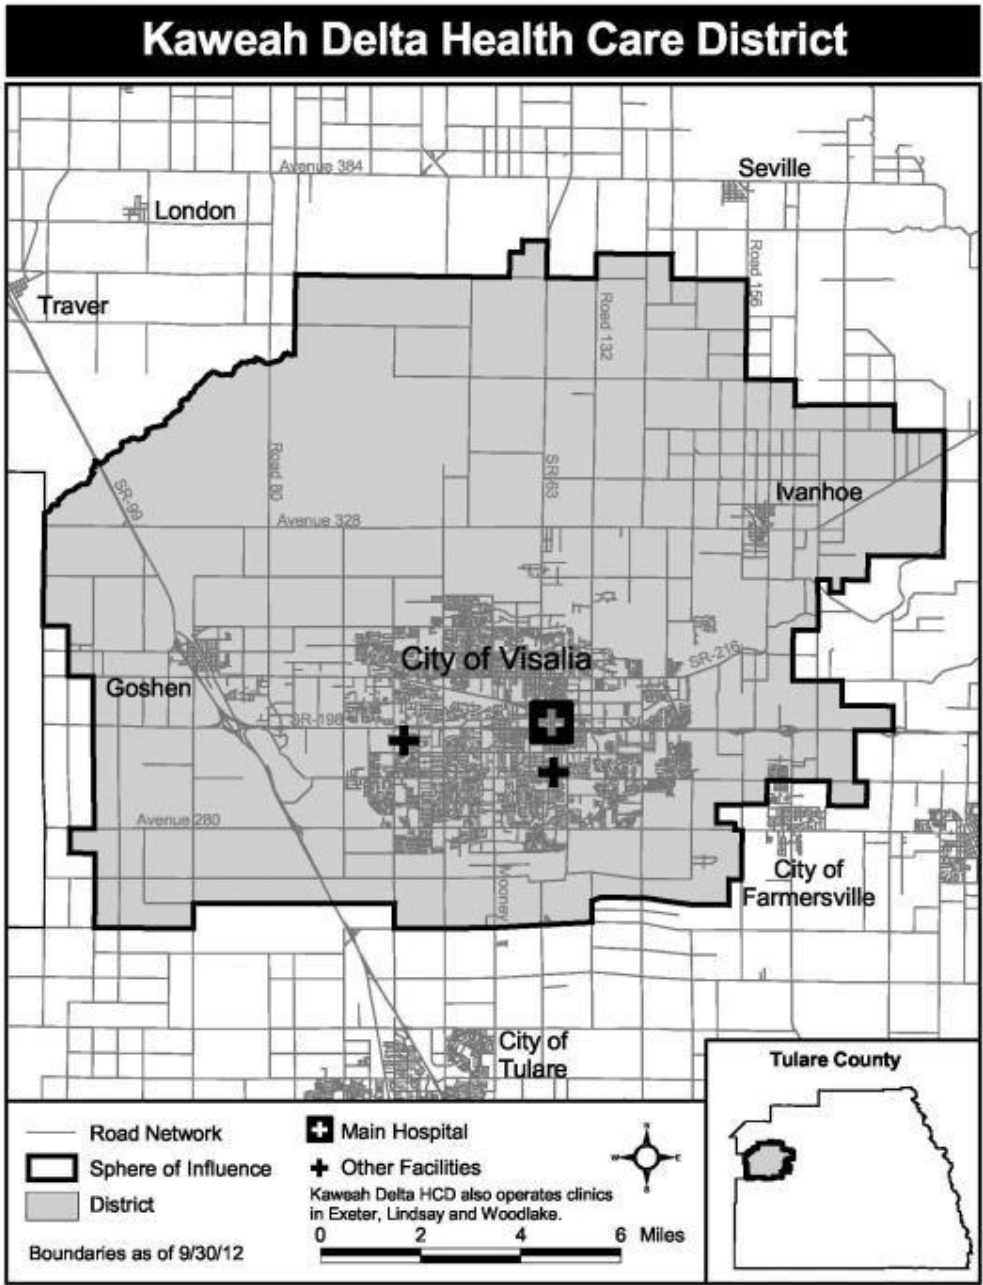 Kaweah Delta Health Care District
Avenue 384
Seville
London
Road 156
Traver
Road 132
Road 80
SR-63
SR-99
Ivanhoe
Avenue 328
City of Visalia
SR-216
Goshen
SR-198
Avenue 280
City of
Farmersville
Mooney
City of
Tulare
Tulare County
Road Network
Sphere of Influence
District
Boundaries as of 9/30/12
Main Hospital
Other Facilities
Kaweah Delta HCD also operates clinics
in Exeter, Lindsay and Woodlake.
N
W E
S
0 2 4 6 Miles